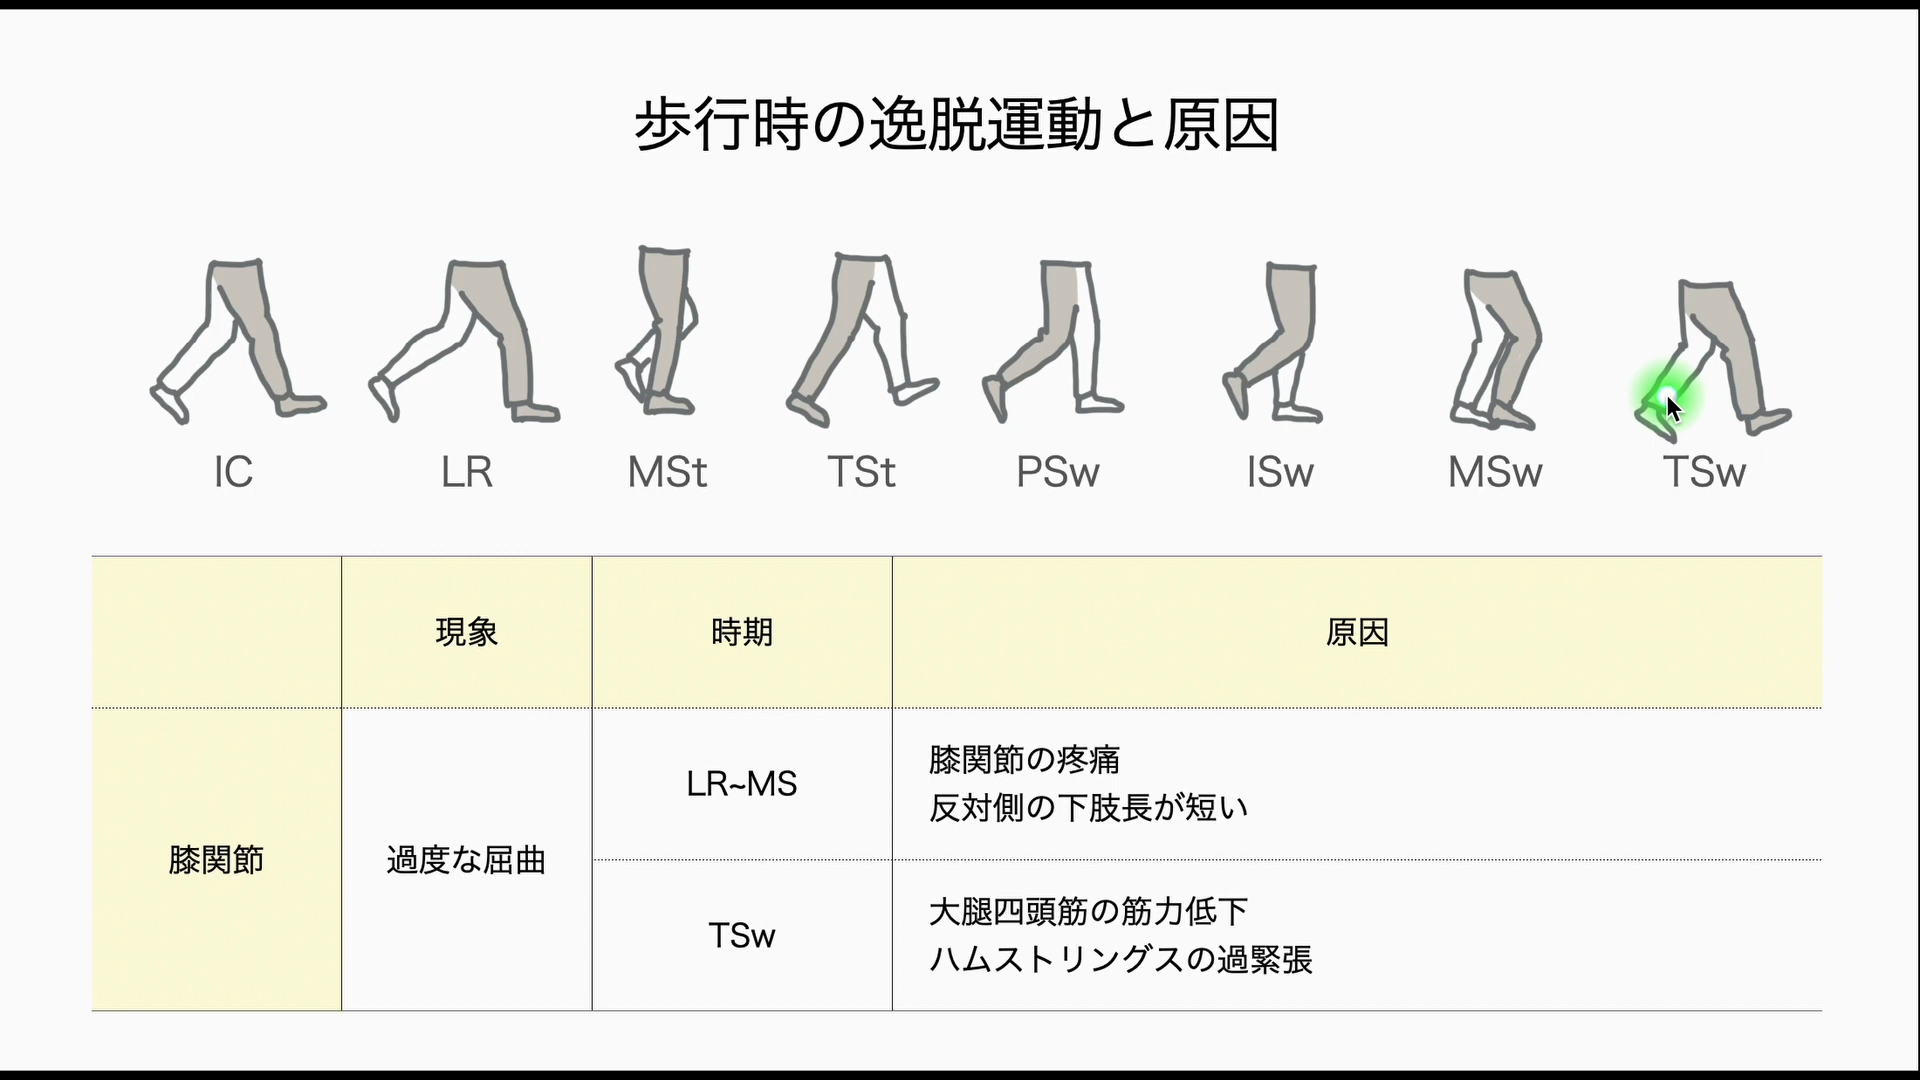 歩行時の逸脱運動と原因
IC
LR
MSt
TSt
PSw
ISw
MSw
TSw
現象
時期
原因
膝関節
過度な屈曲
LR~MS
膝関節の疼痛
反対側の下肢長が短い
TSw
大腿四頭筋の筋力低下
ハムストリングスの過緊張